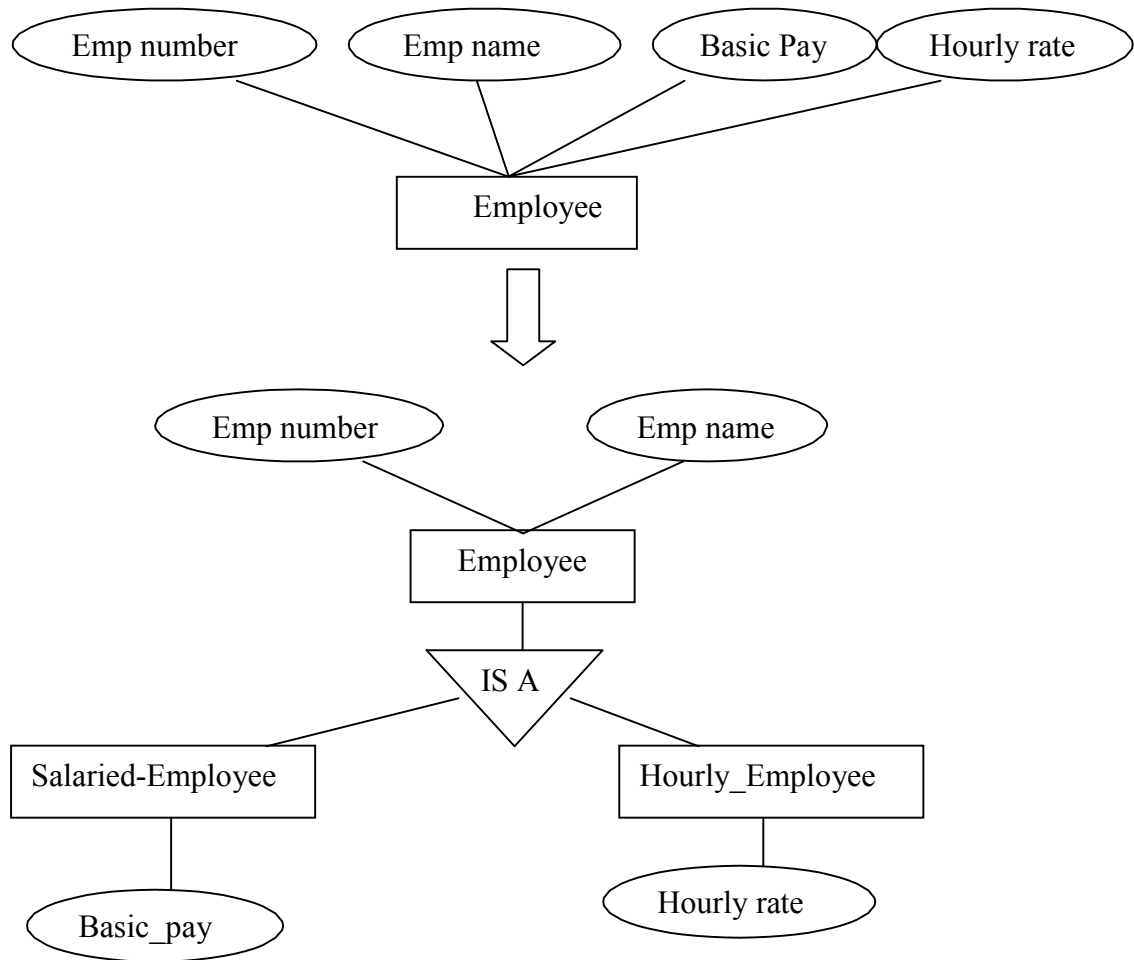 Emp number
Emp name
Basic Pay
Hourly rate
Employee
Emp number
Emp name
Employee
IS A
Salaried-Employee
Hourly_Employee
Basic_pay
Hourly rate